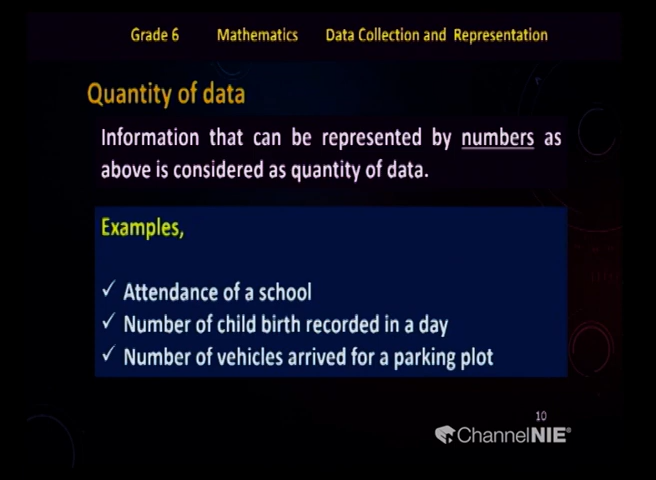 Grade 6 Mathematics Data Collection and Representation
Quantity of data
Information that can be represented by numbers as
above is considered as quantity of data.
Examples,
✓ Attendance of a school
✓ Number of child birth recorded in a day
✓ Number of vehicles arrived for a parking plot
10
ChannelNIE